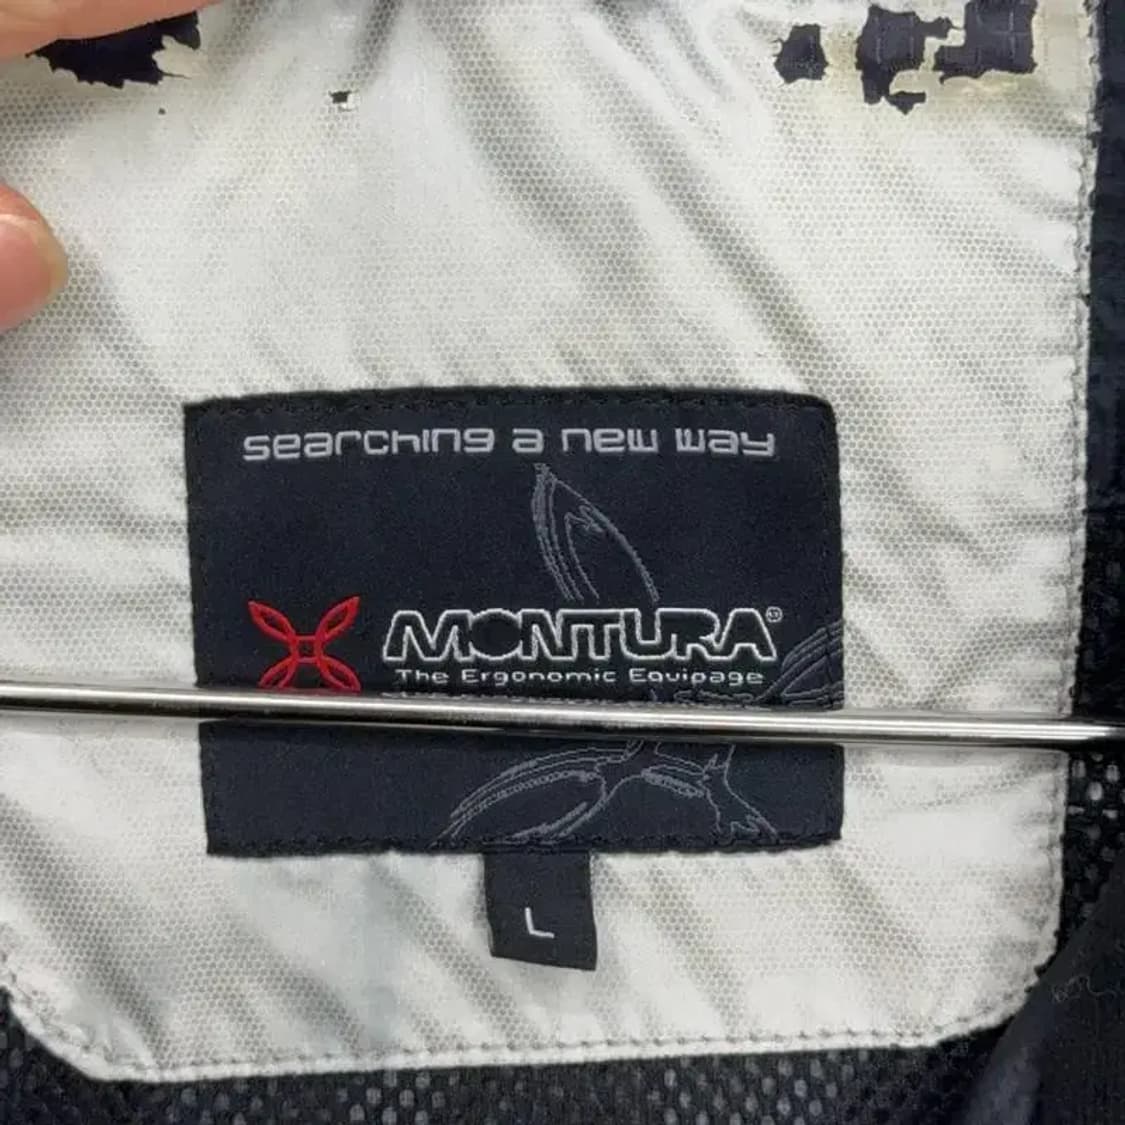 searching a new way
MONTURA®
The Ergonomic Equipage
L